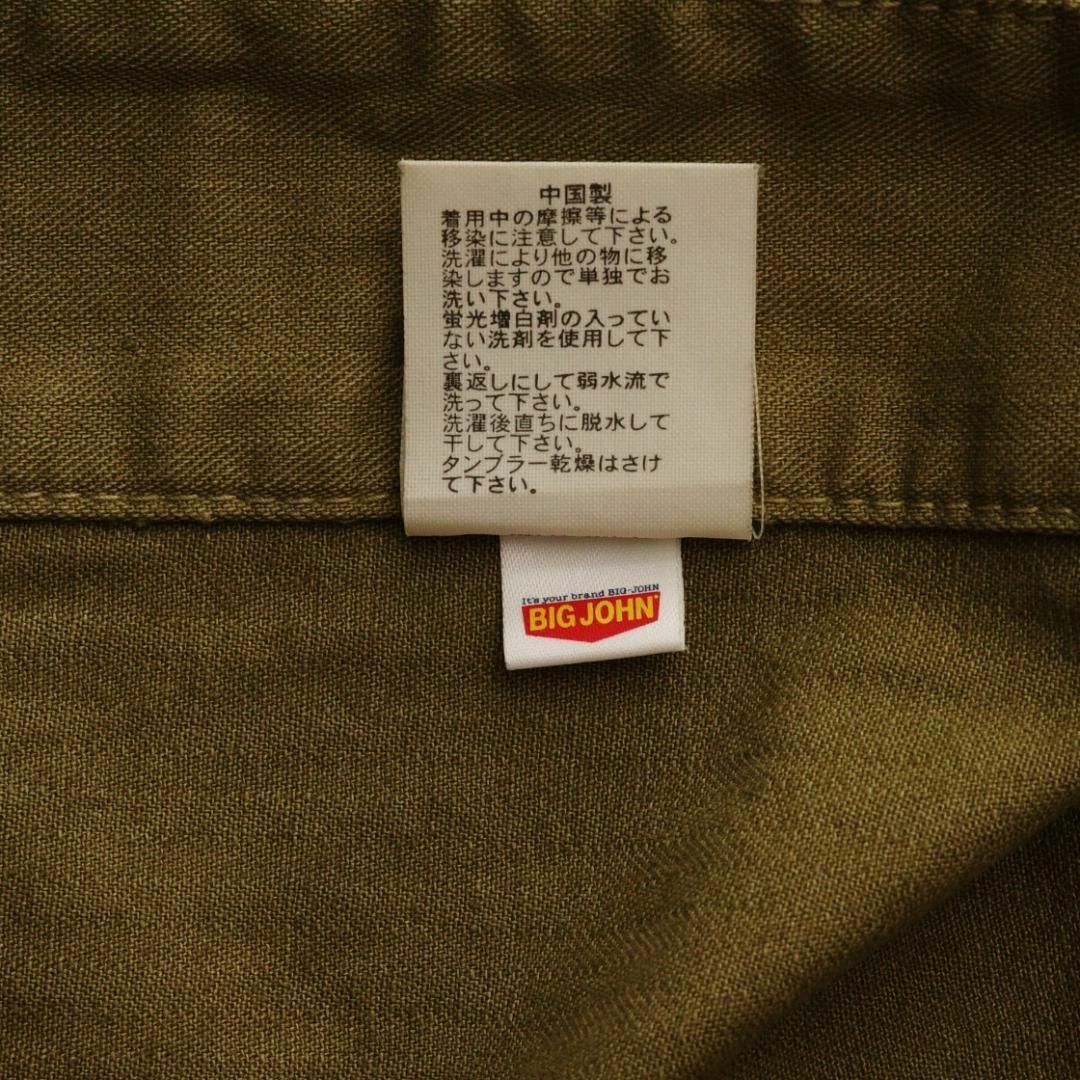 中国製
着用中の摩擦等による
移染に注意して下さい。
洗濯により他の物に移
染しますので単独でお
洗い下さい。
蛍光増白剤の入ってい
ない洗剤を使用して下
さい。
裏返しにして弱水流で
洗って下さい。
洗濯後直ちに脱水して
干して下さい。
タンブラー乾燥はさけ
て下さい。
It's your brand BIG-JOHN
BIG JOHN